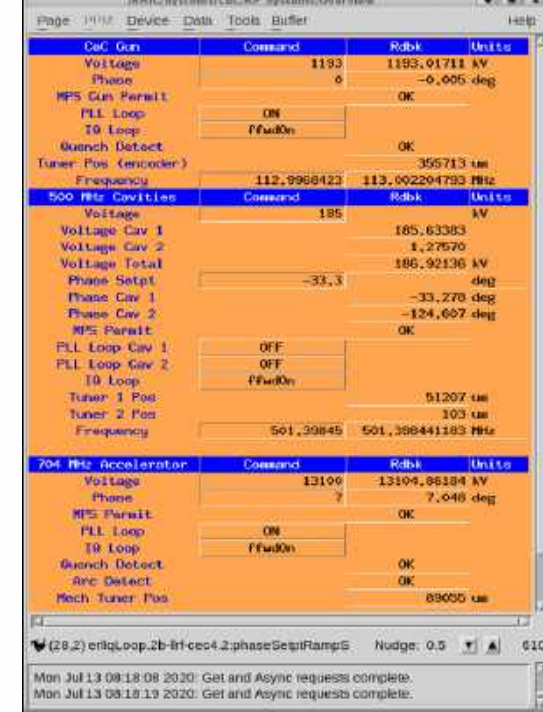 Page PPM Device Data Tools Buffer Help
CeC Gun Command Rdbk Units
Voltage 1193 1193.01711 kV
Phase 0 -0.005 deg
MPS Gun Permit OK
PLL Loop ON
IQ Loop FfwdOn
Quench Detect OK
Tuner Pos (encoder) 355713 um
Frequency 112.9968423 113.002204793 MHz
500 MHz Cavities Command Rdbk Units
Voltage 185 kV
Voltage Cav 1 185.63383
Voltage Cav 2 1.27570
Voltage Total 186.92136 kV
Phase Setpt -33.3 deg
Phase Cav 1 -33.278 deg
Phase Cav 2 -124.607 deg
MPS Permit OK
PLL Loop Cav 1 OFF
PLL Loop Cav 2 OFF
IQ Loop FfwdOn
Tuner 1 Pos 51207 um
Tuner 2 Pos 103 um
Frequency 501.39845 501.398441183 MHz
704 MHz Accelerator Command Rdbk Units
Voltage 13100 13104.86184 kV
Phase 7 7.048 deg
MPS Permit OK
PLL Loop ON
IQ Loop FfwdOn
Quench Detect OK
Arc Detect OK
Mech Tuner Pos 89055 um
(28,2) erlIqLoop.2b-llrf-cec4.2:phaseSetptRampS Nudge: 0.5 610
Mon Jul 13 08:18:08 2020: Get and Async requests complete.
Mon Jul 13 08:18:19 2020: Get and Async requests complete.